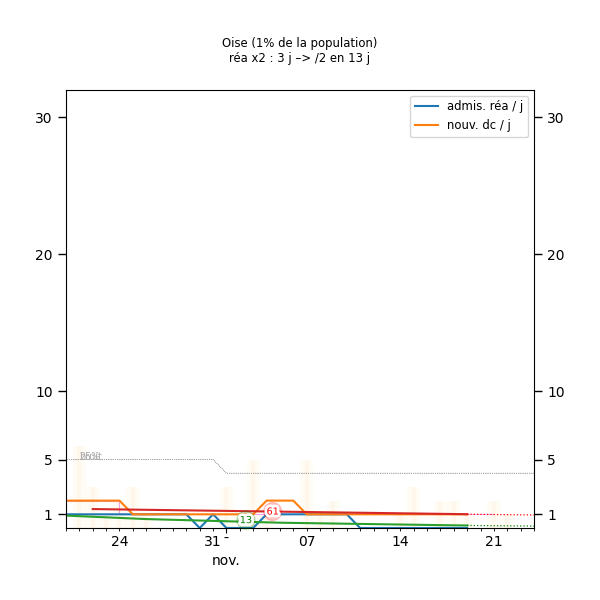 Oise (1% de la population)
réa x2 : 3 j –> /2 en 13 j
admis. réa / j
nouv. dc / j
30 30
20 20
10 10
5 5
1 1
61
13
24 31 - 07 14 21
nov.